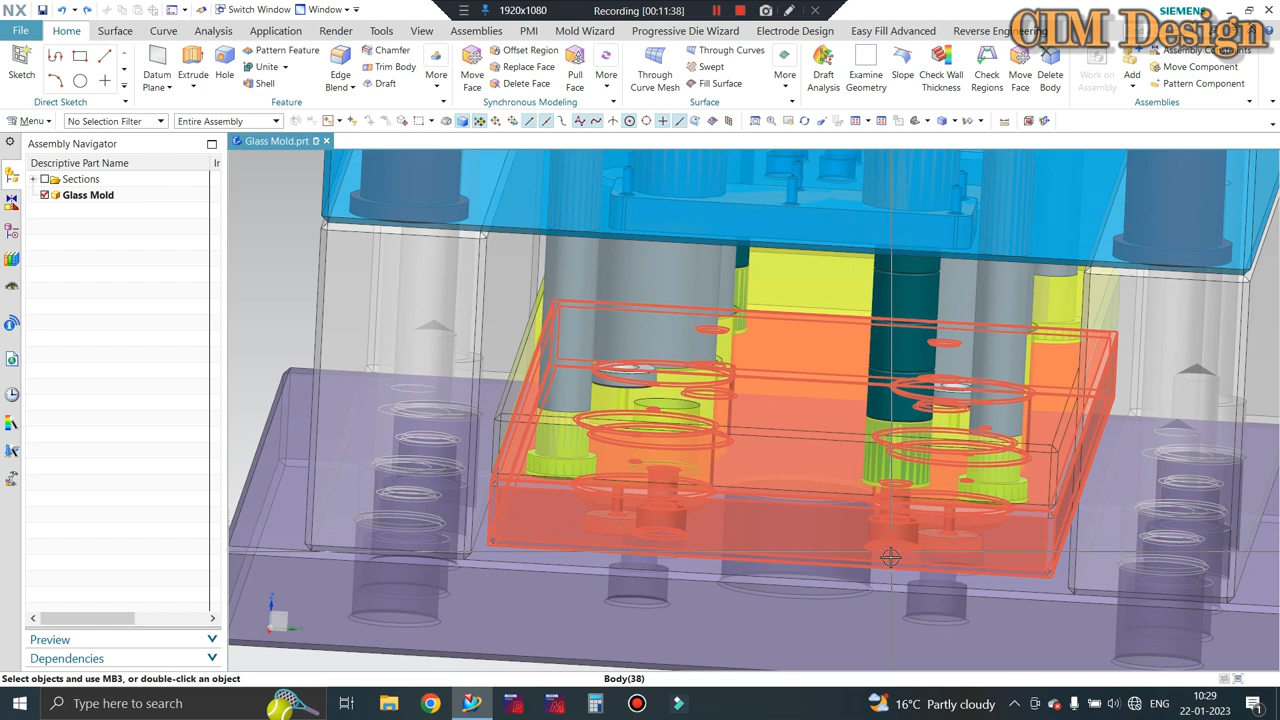 NX
Switch Window
Window
1920x1080
Recording [00:11:38]
SIEMENS
CIM Design
File
Home
Surface
Curve
Analysis
Application
Render
Tools
View
Assemblies
PMI
Mold Wizard
Progressive Die Wizard
Electrode Design
Easy Fill Advanced
Reverse Engineering
Sketch
Datum Plane
Extrude
Hole
Pattern Feature
Unite
Shell
Edge Blend
Chamfer
Trim Body
Draft
More
Move Face
Offset Region
Replace Face
Delete Face
Pull Face
More
Through Curve Mesh
Through Curves
Swept
Fill Surface
More
Draft Analysis
Examine Geometry
Slope
Check Wall Thickness
Check Regions
Move Face
Delete Body
Work on Assembly
Add
Assembly Constraints
Move Component
Pattern Component
Direct Sketch
Feature
Synchronous Modeling
Surface
Assemblies
Menu
No Selection Filter
Entire Assembly
Assembly Navigator
Glass Mold.prt
Descriptive Part Name
Ir
Sections
Glass Mold
Preview
Dependencies
Select objects and use MB3, or double-click an object
Body(38)
Type here to search
16°C Partly cloudy
ENG
10:29
22-01-2023